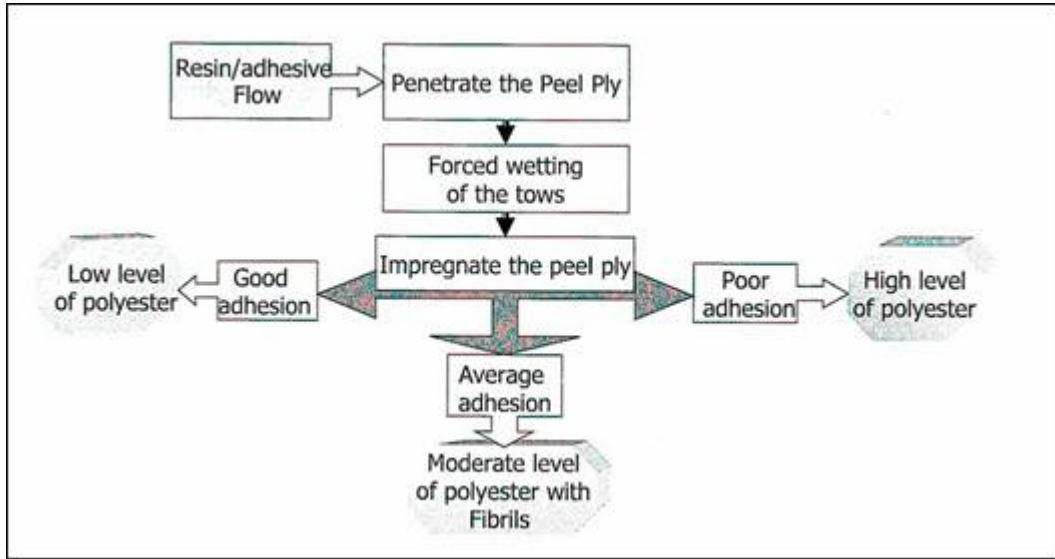 Resin/adhesive
Flow
Penetrate the Peel Ply
Forced wetting
of the tows
Impregnate the peel ply
Low level
of polyester
Good
adhesion
Poor
adhesion
High level
of polyester
Average
adhesion
Moderate level
of polyester with
Fibrils